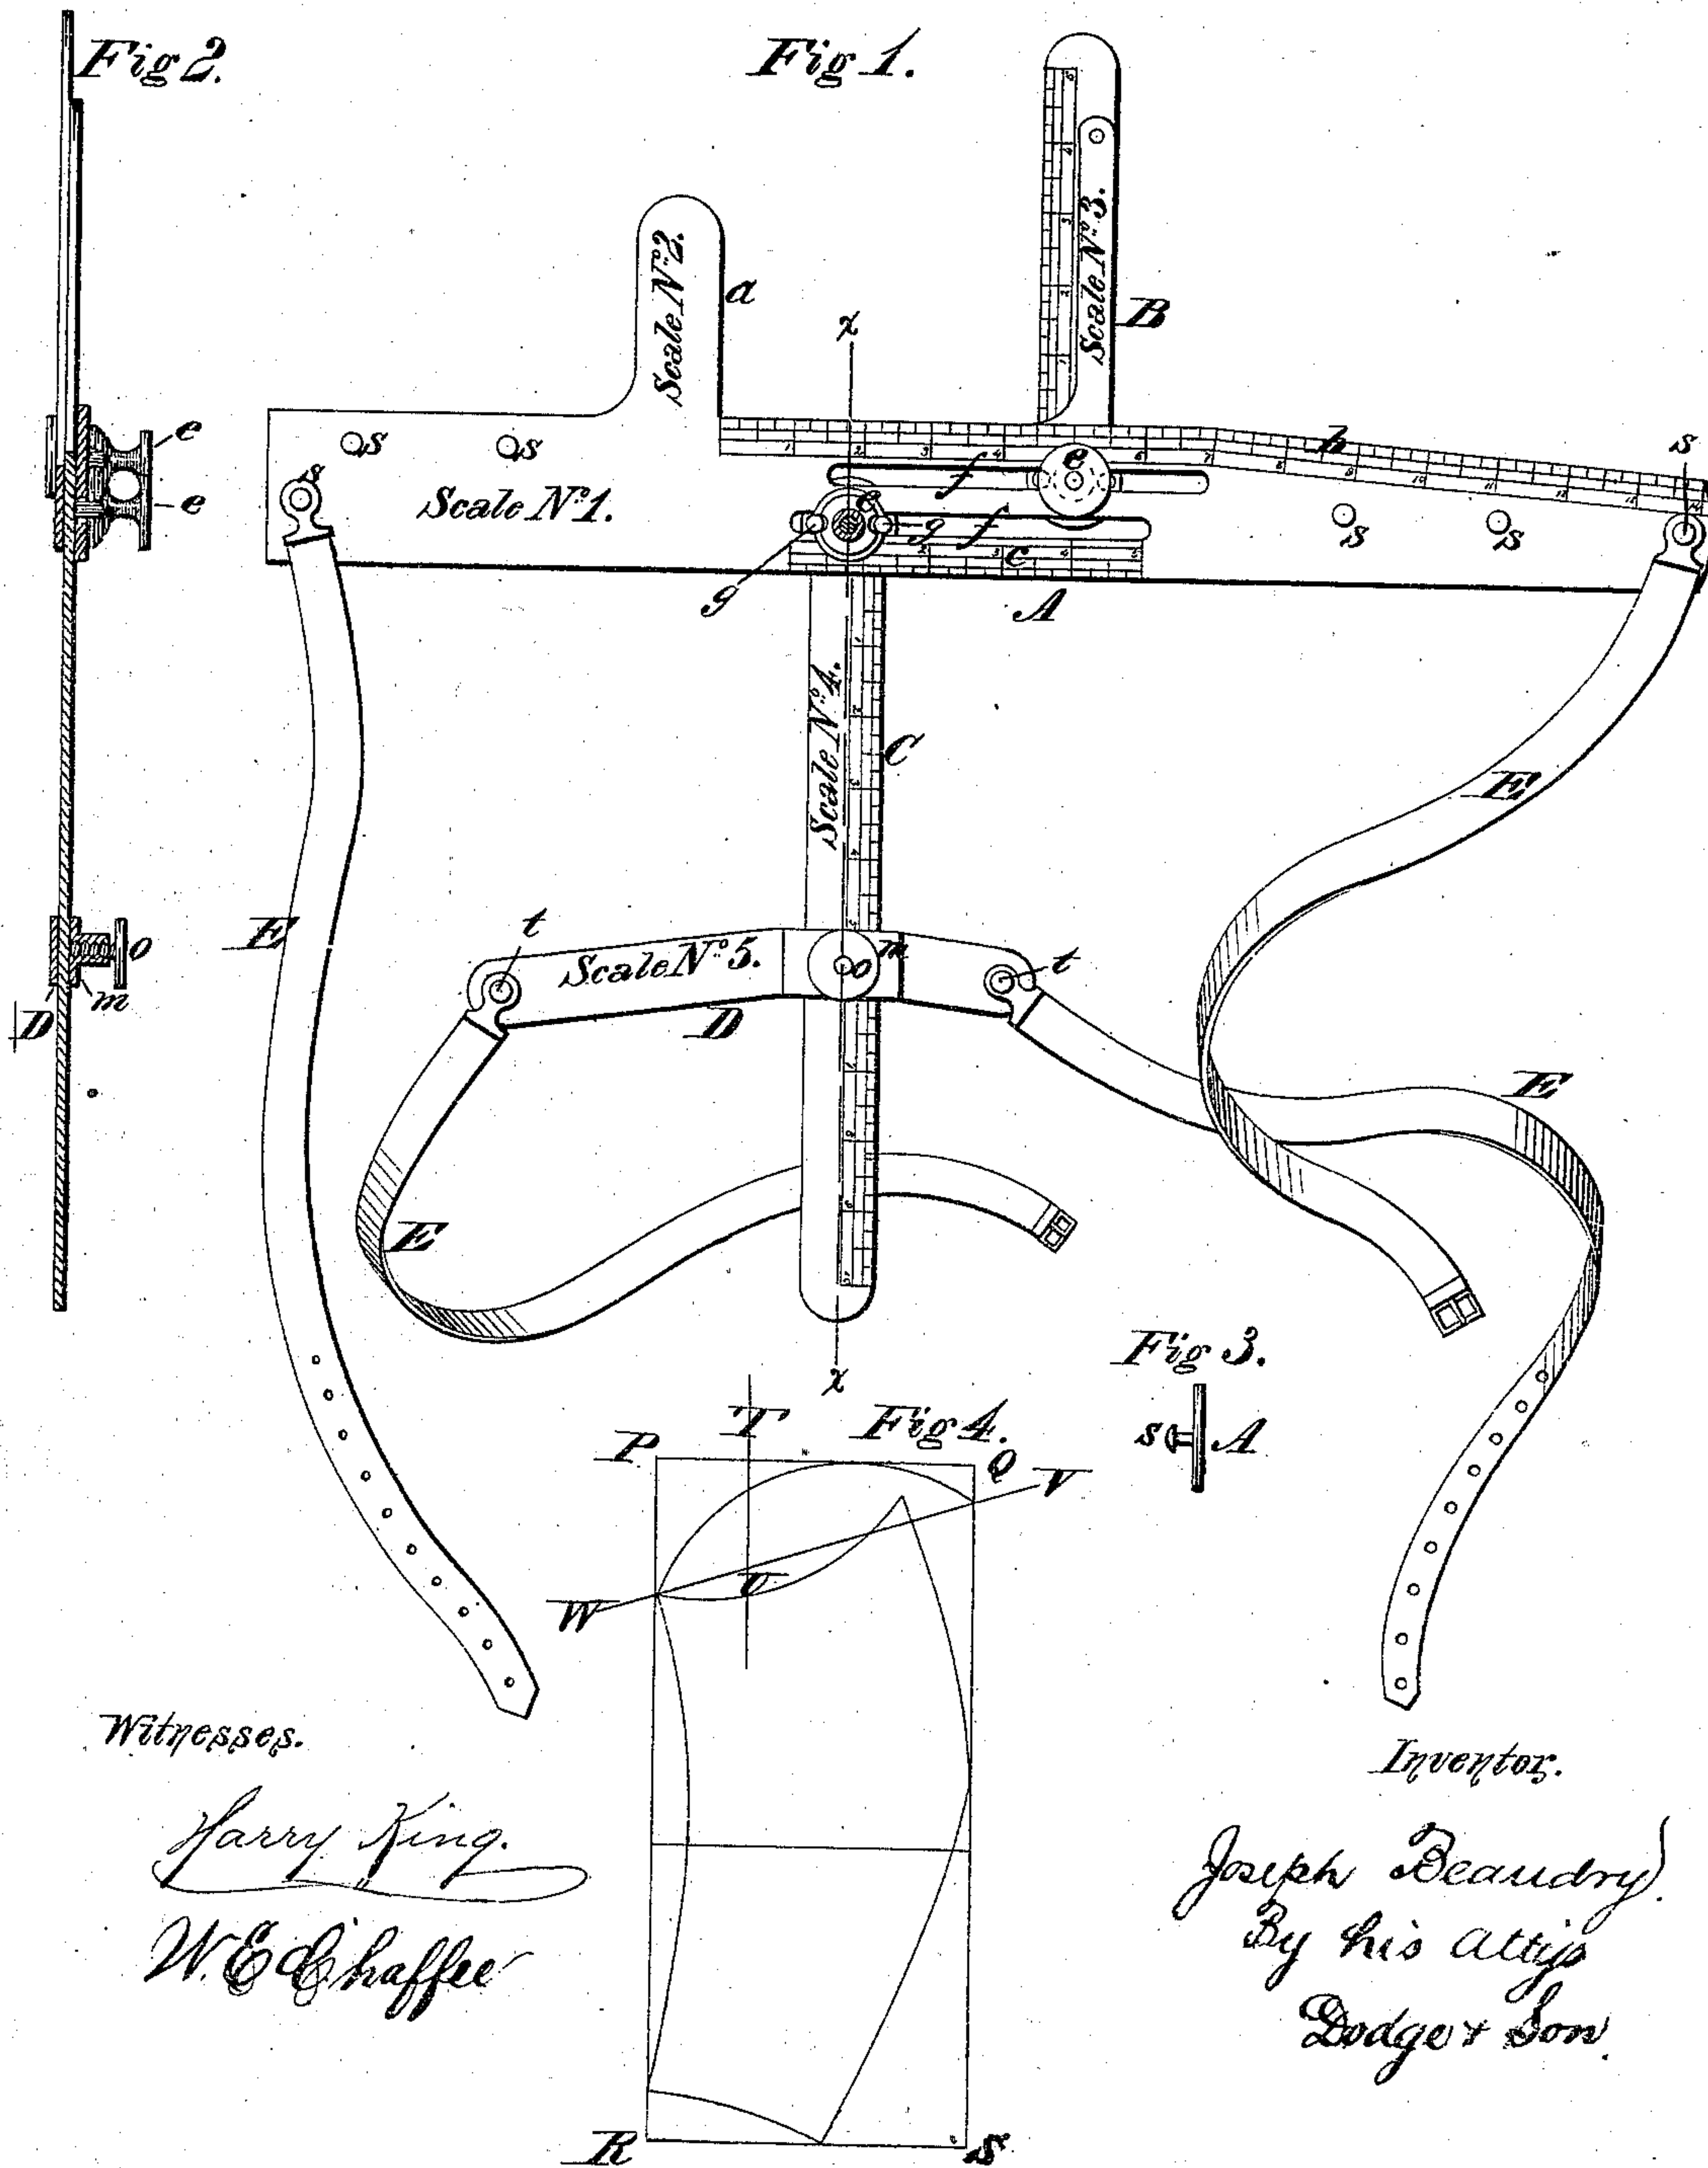 Fig 2.
Fig 1.
Scale No. 2.
a
Scale No. 3.
B
x
e
e
s
s
s
Scale No. 1.
f
e
h
s
e
g
f
c
s
s
g
A
Scale No. 4.
C
E
E
t
Scale No. 5.
m
o
t
D
o
m
D
E
E
x
Fig 3.
s
A
T
Fig 4.
P
Q
V
U
W
R
S
Witnesses.
Harry King.
W. E. Chaffee
Inventor.
Joseph Beaudry
By his Attys
Dodge & Son.